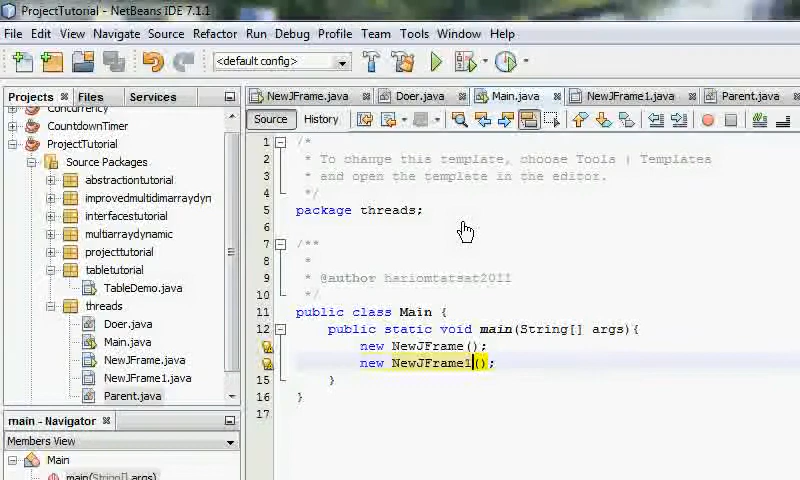 ProjectTutorial - NetBeans IDE 7.1.1
File Edit View Navigate Source Refactor Run Debug Profile Team Tools Window Help
<default config>
Projects Files Services
Concurrency
CountdownTimer
ProjectTutorial
Source Packages
abstractiontutorial
improvedmultidimarraydyn
interfacestutorial
multiarraydynamic
projecttutorial
tabletutorial
TableDemo.java
threads
Doer.java
Main.java
NewJFrame.java
NewJFrame1.java
Parent.java
main - Navigator
Members View
Main
main(String[] args)
NewJFrame.java Doer.java Main.java NewJFrame1.java Parent.java
Source History
1 /*
2 * To change this template, choose Tools | Templates
3 * and open the template in the editor.
4 */
5 package threads;
6
7 /**
8 *
9 * @author hariomtatsat2011
10 */
11 public class Main {
12 public static void main(String[] args){
new NewJFrame();
new NewJFrame1();
15 }
16 }
17